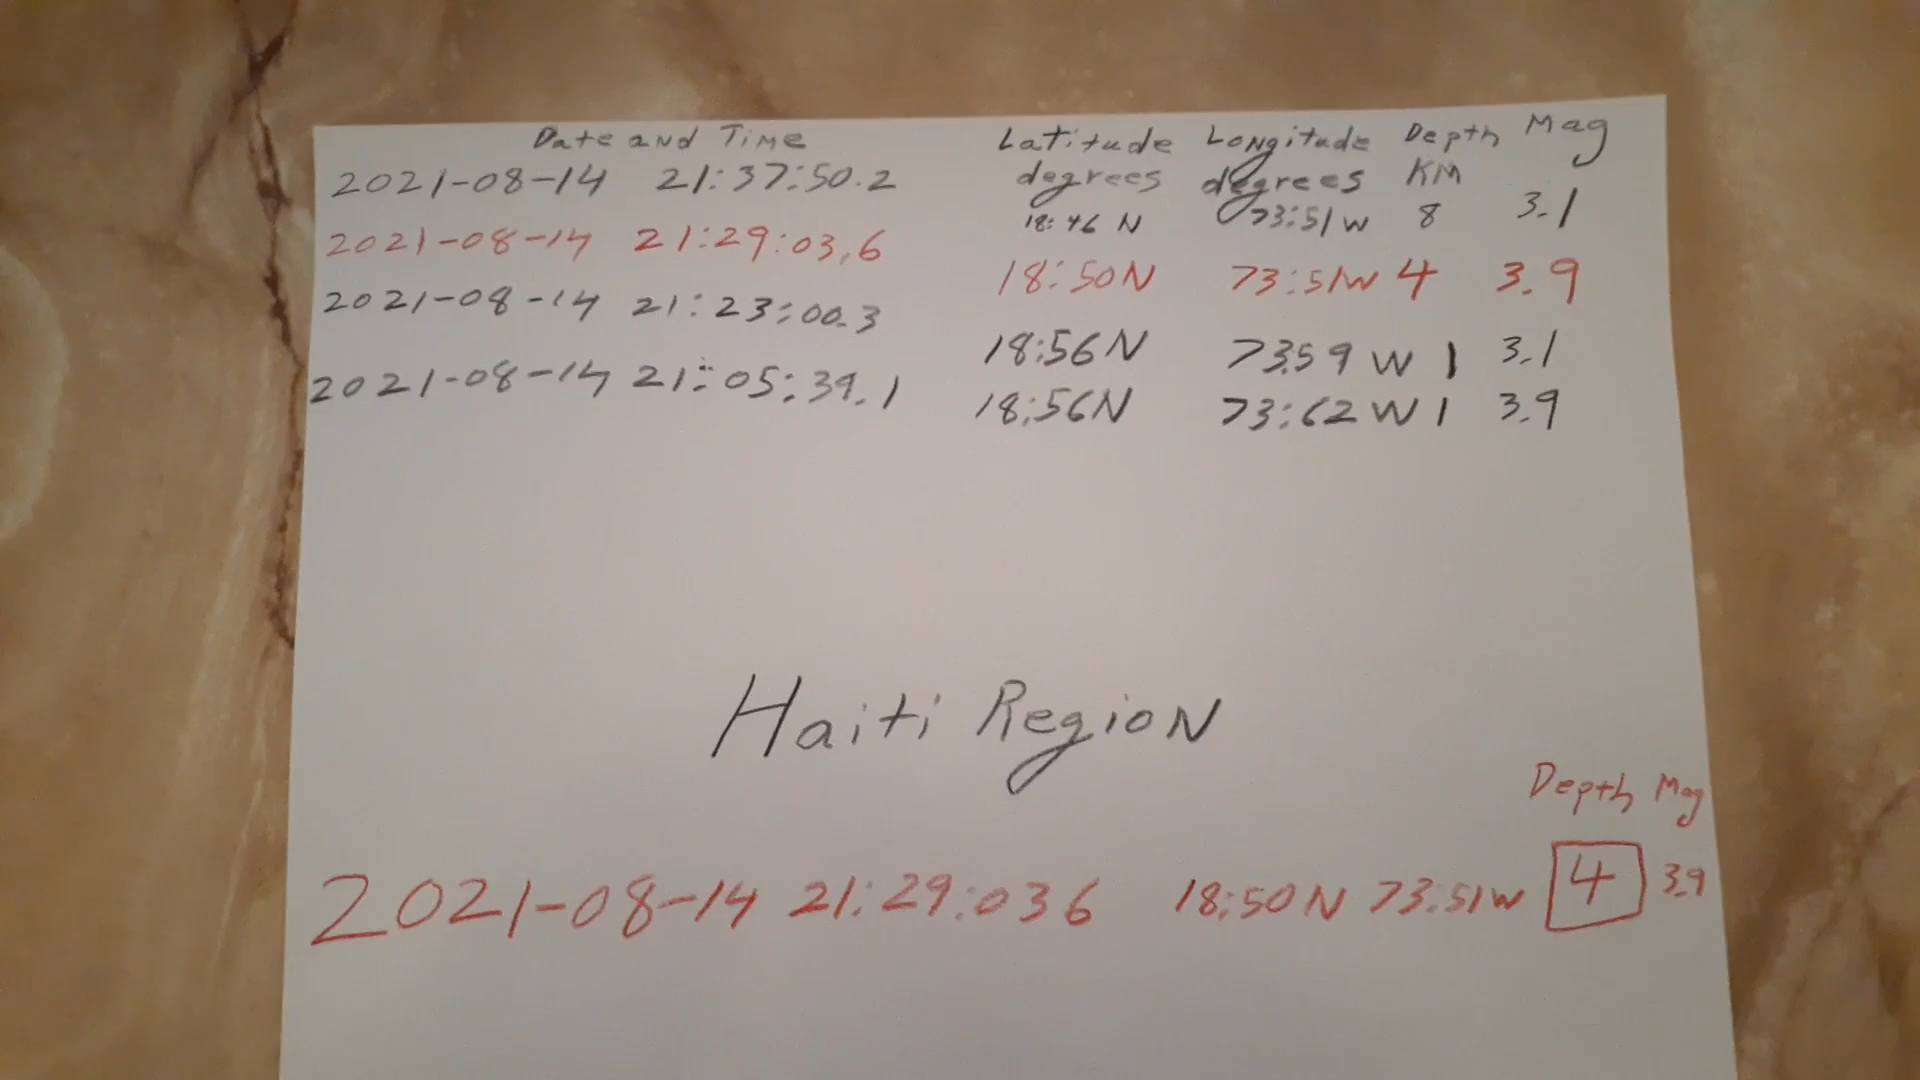 Date and Time Latitude degrees Longitude degrees Depth KM Mag
2021-08-14 21:37:50.2 18:46 N 73:51 W 8 3.1
2021-08-14 21:29:03.6 18:50N 73:51W 4 3.9
2021-08-14 21:23:00.3 18:56N 73.59 W 1 3.1
2021-08-14 21:05:39.1 18:56N 73:62 W 1 3.9
Haiti Region
Depth Mag
2021-08-14 21:29:036 18:50N 73:51W 4 3.9